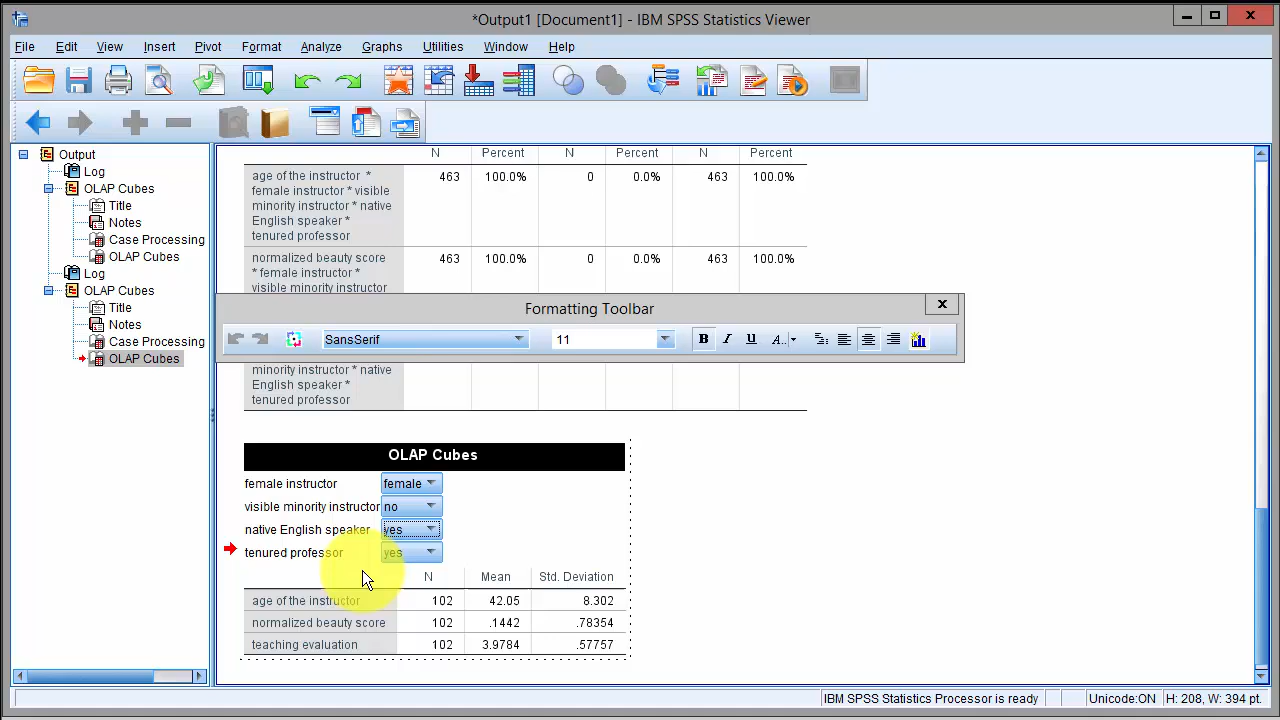 *Output1 [Document1] - IBM SPSS Statistics Viewer
File Edit View Insert Pivot Format Analyze Graphs Utilities Window Help
Output
Log
OLAP Cubes
Title
Notes
Case Processing
OLAP Cubes
Log
OLAP Cubes
Title
Notes
Case Processing
OLAP Cubes
N Percent N Percent N Percent
age of the instructor * 463 100.0% 0 0.0% 463 100.0%
female instructor * visible
minority instructor * native
English speaker *
tenured professor
normalized beauty score 463 100.0% 0 0.0% 463 100.0%
* female instructor *
visible minority instructor
Formatting Toolbar
SansSerif 11 B I U A..
minority instructor * native
English speaker *
tenured professor
OLAP Cubes
female instructor female
visible minority instructor no
native English speaker yes
tenured professor yes
N Mean Std. Deviation
age of the instructor 102 42.05 8.302
normalized beauty score 102 .1442 .78354
teaching evaluation 102 3.9784 .57757
IBM SPSS Statistics Processor is ready Unicode:ON H: 208, W: 394 pt.